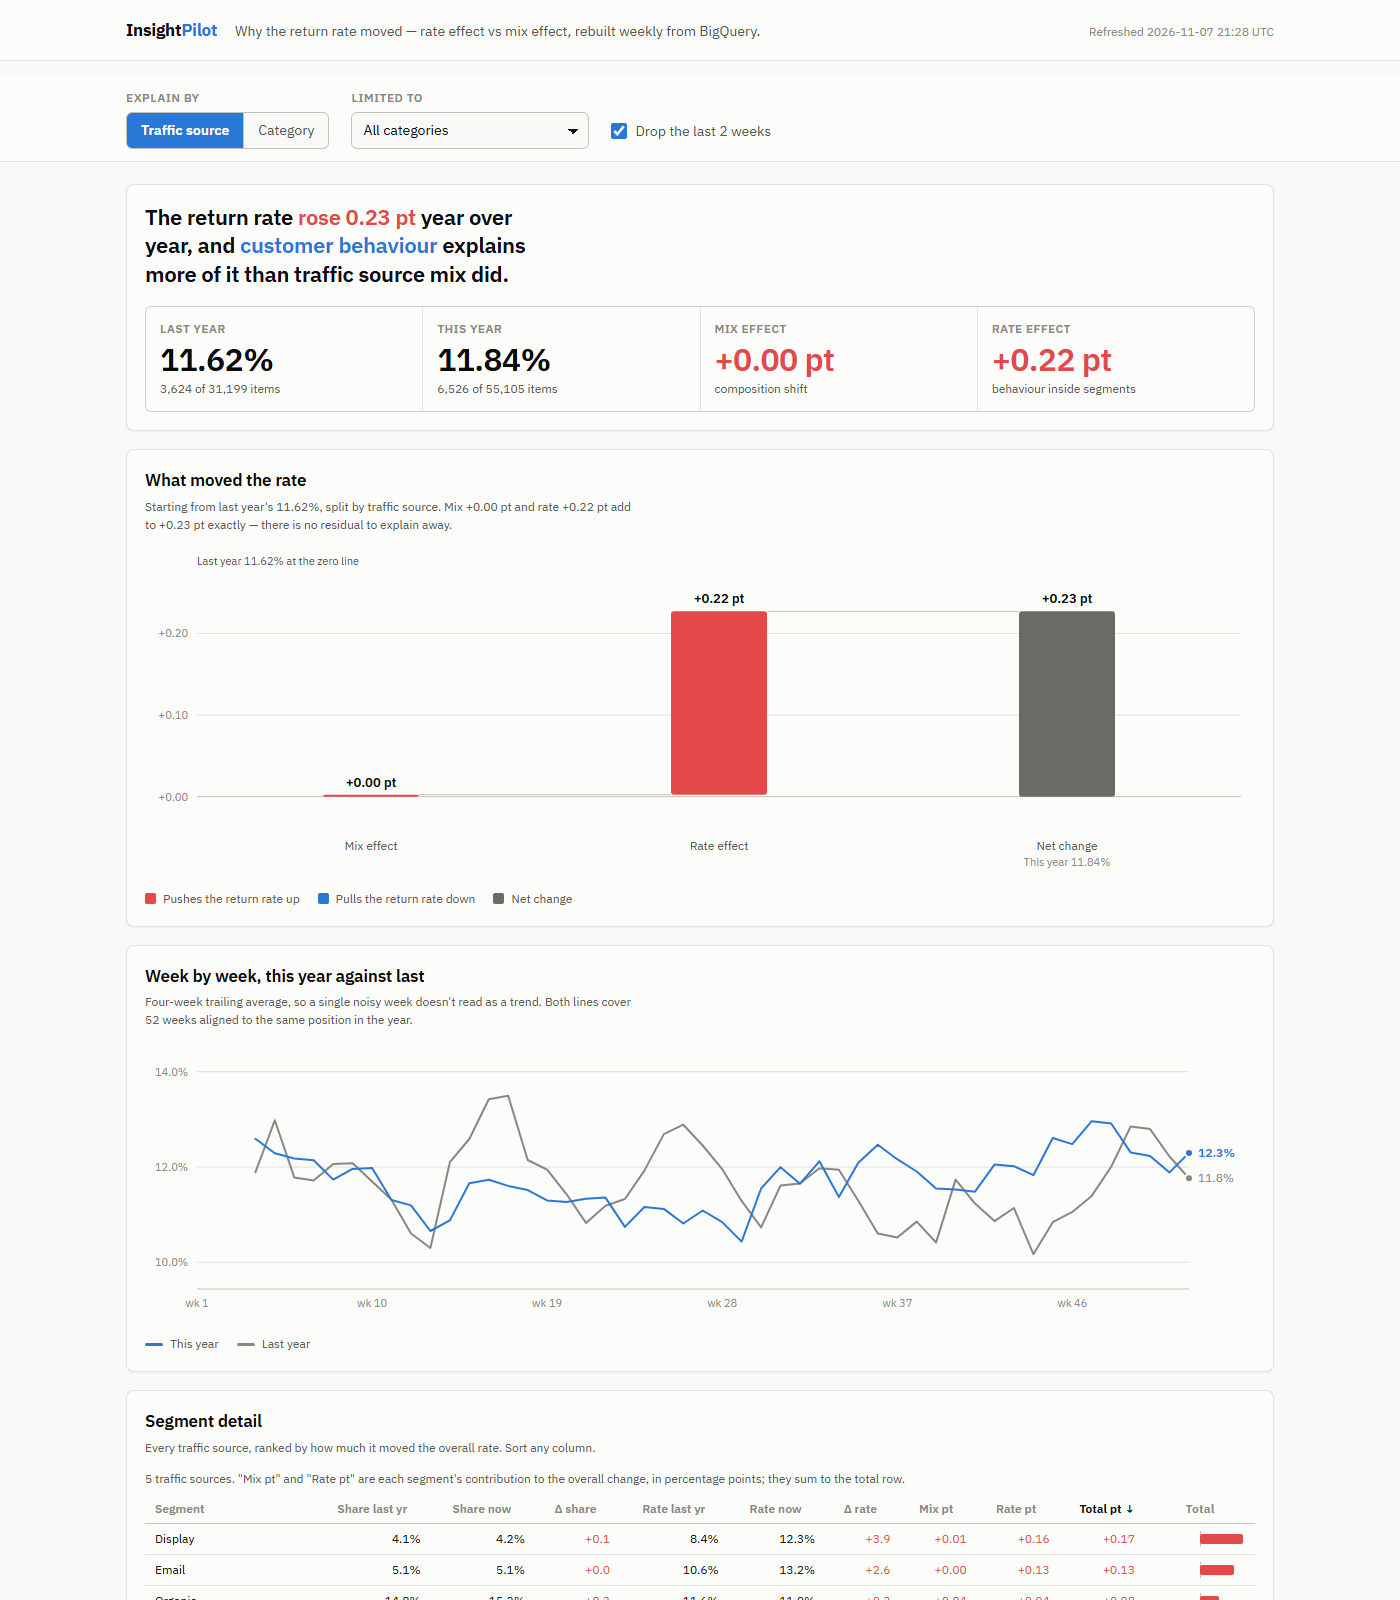 InsightPilot Why the return rate moved — rate effect vs mix effect, rebuilt weekly from BigQuery. Refreshed 2026-11-07 21:28 UTC
EXPLAIN BY LIMITED TO
Traffic source Category All categories Drop the last 2 weeks
The return rate rose 0.23 pt year over
year, and customer behaviour explains
more of it than traffic source mix did.
LAST YEAR THIS YEAR MIX EFFECT RATE EFFECT
11.62% 11.84% +0.00 pt +0.22 pt
3,624 of 31,199 items 6,526 of 55,105 items composition shift behaviour inside segments
What moved the rate
Starting from last year's 11.62%, split by traffic source. Mix +0.00 pt and rate +0.22 pt add
to +0.23 pt exactly — there is no residual to explain away.
Last year 11.62% at the zero line
+0.22 pt +0.23 pt
+0.20
+0.10
+0.00 pt
+0.00
Mix effect Rate effect Net change
This year 11.84%
Pushes the return rate up Pulls the return rate down Net change
Week by week, this year against last
Four-week trailing average, so a single noisy week doesn't read as a trend. Both lines cover
52 weeks aligned to the same position in the year.
14.0%
12.0% 12.3%
11.8%
10.0%
wk 1 wk 10 wk 19 wk 28 wk 37 wk 46
This year Last year
Segment detail
Every traffic source, ranked by how much it moved the overall rate. Sort any column.
5 traffic sources. "Mix pt" and "Rate pt" are each segment's contribution to the overall change, in percentage points; they sum to the total row.
Segment Share last yr Share now Δ share Rate last yr Rate now Δ rate Mix pt Rate pt Total pt ↓ Total
Display 4.1% 4.2% +0.1 8.4% 12.3% +3.9 +0.01 +0.16 +0.17
Email 5.1% 5.1% +0.0 10.6% 13.2% +2.6 +0.00 +0.13 +0.13